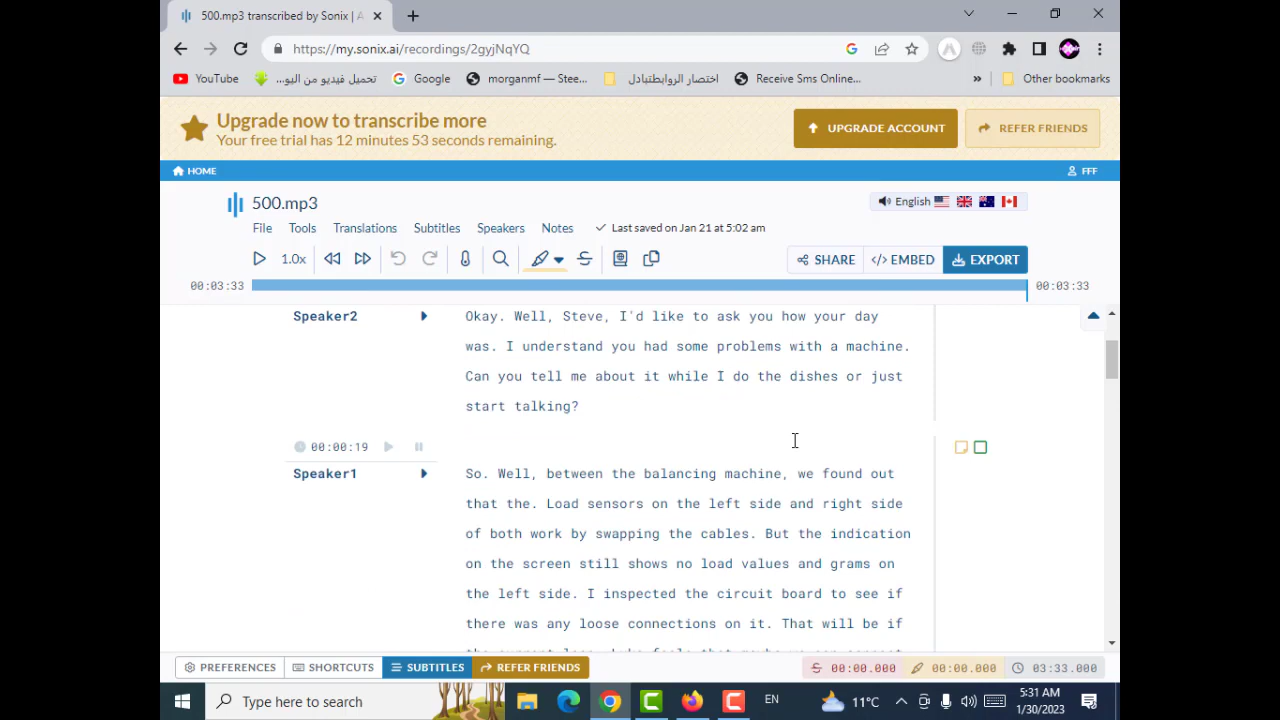 500.mp3 transcribed by Sonix | A
https://my.sonix.ai/recordings/2gyjNqYQ
YouTube
تحميل فيديو من اليو...
Google
morganmf — Stee...
اختصار الروابطتبادل
Receive Sms Online...
»
Other bookmarks
Upgrade now to transcribe more
Your free trial has 12 minutes 53 seconds remaining.
UPGRADE ACCOUNT
REFER FRIENDS
HOME
FFF
500.mp3
English
File Tools Translations Subtitles Speakers Notes
Last saved on Jan 21 at 5:02 am
1.0x
SHARE
</> EMBED
EXPORT
00:03:33
00:03:33
Speaker2
Okay. Well, Steve, I'd like to ask you how your day
was. I understand you had some problems with a machine.
Can you tell me about it while I do the dishes or just
start talking?
00:00:19
Speaker1
So. Well, between the balancing machine, we found out
that the. Load sensors on the left side and right side
of both work by swapping the cables. But the indication
on the screen still shows no load values and grams on
the left side. I inspected the circuit board to see if
there was any loose connections on it. That will be if
PREFERENCES
SHORTCUTS
SUBTITLES
REFER FRIENDS
00:00.000
00:00.000
03:33.000
Type here to search
11°C
EN
5:31 AM
1/30/2023